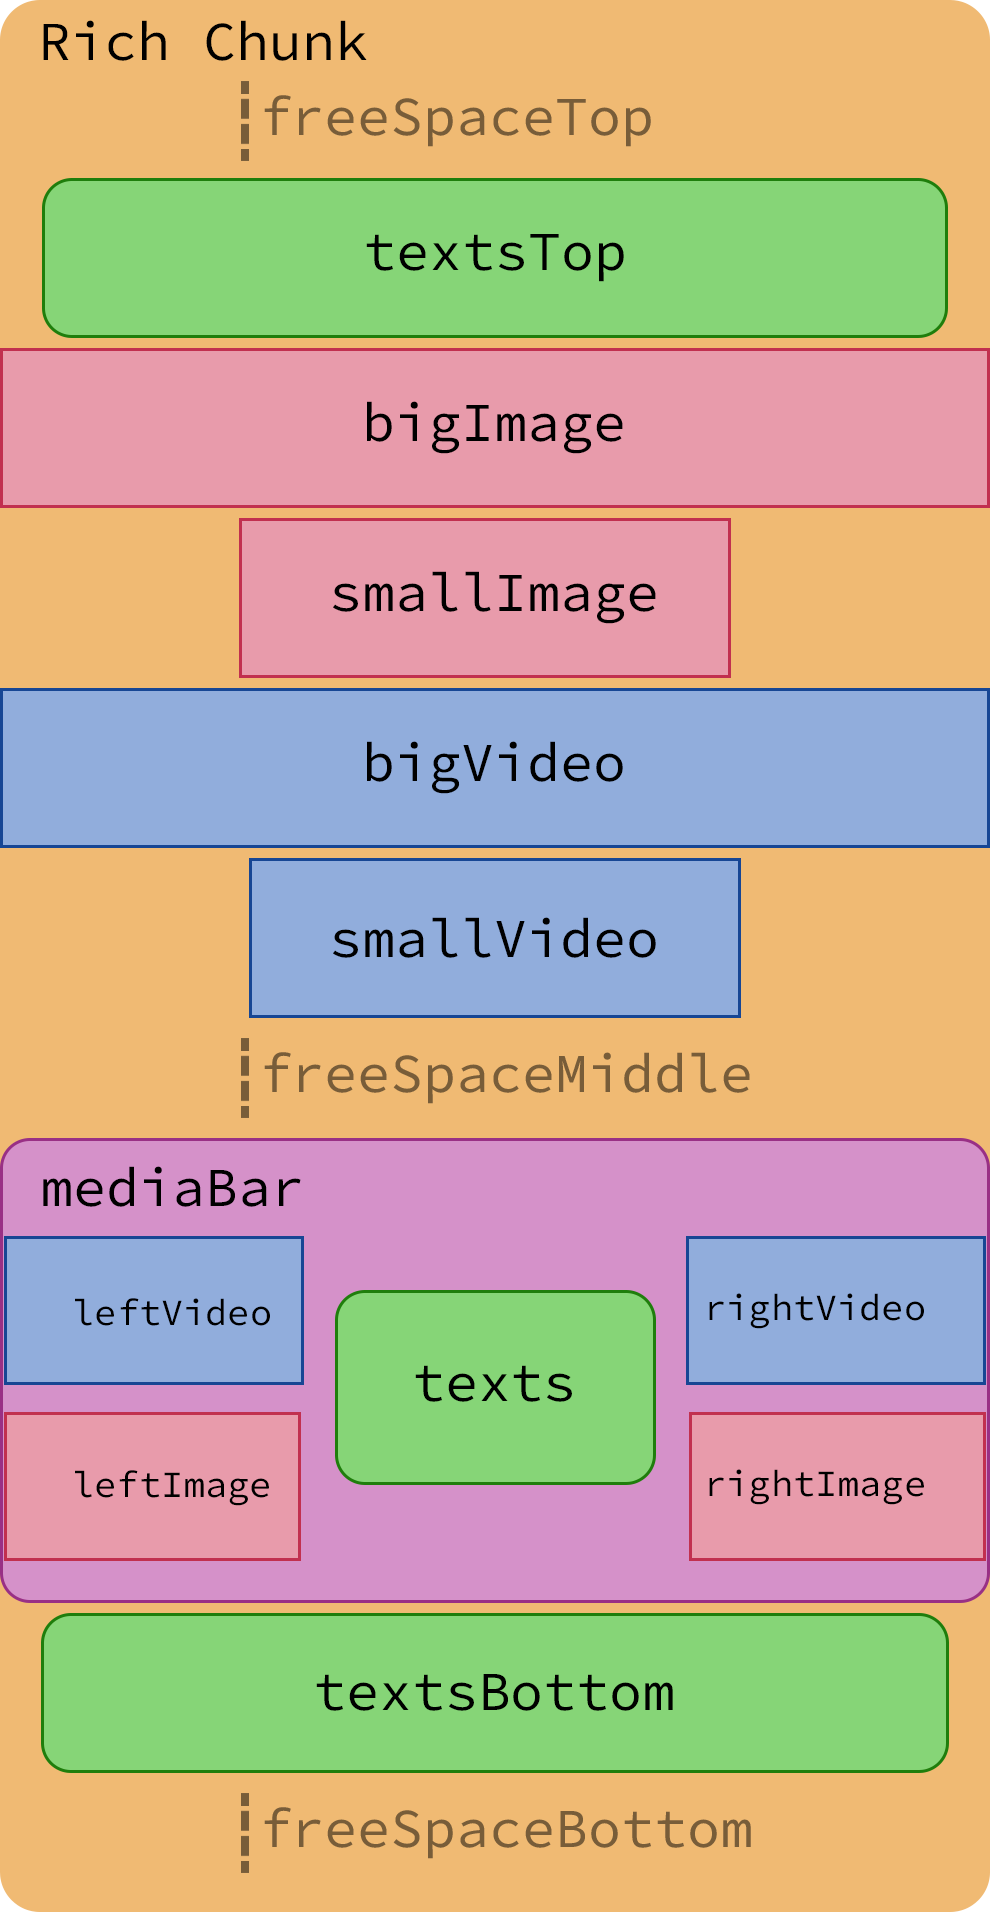 Rich Chunk
freeSpaceTop
textsTop
bigImage
smallImage
bigVideo
smallVideo
freeSpaceMiddle
mediaBar
leftVideo
rightVideo
texts
leftImage
rightImage
textsBottom
freeSpaceBottom